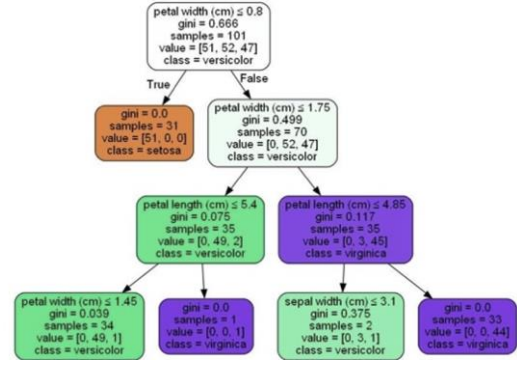 petal width (cm) ≤ 0.8
gini = 0.666
samples = 101
value = [51, 52, 47]
class = versicolor
True
False
gini = 0.0
samples = 31
value = [51, 0, 0]
class = setosa
petal width (cm) ≤ 1.75
gini = 0.499
samples = 70
value = [0, 52, 47]
class = versicolor
petal length (cm) ≤ 5.4
gini = 0.075
samples = 35
value = [0, 49, 2]
class = versicolor
petal length (cm) ≤ 4.85
gini = 0.117
samples = 35
value = [0, 3, 45]
class = virginica
petal width (cm) ≤ 1.45
gini = 0.039
samples = 34
value = [0, 49, 1]
class = versicolor
gini = 0.0
samples = 1
value = [0, 0, 1]
class = virginica
sepal width (cm) ≤ 3.1
gini = 0.375
samples = 2
value = [0, 3, 1]
class = versicolor
gini = 0.0
samples = 33
value = [0, 0, 44]
class = virginica